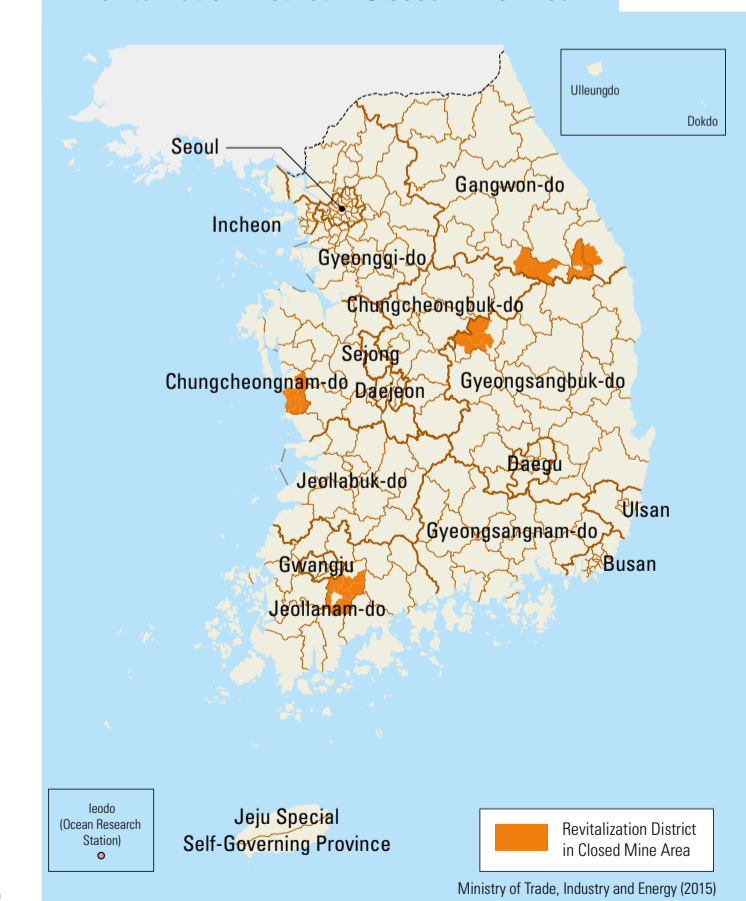 Ulleungdo
Dokdo
Seoul
Gangwon-do
Incheon
Gyeonggi-do
Chungcheongbuk-do
Sejong
Chungcheongnam-do
Daejeon
Gyeongsangbuk-do
Daegu
Jeollabuk-do
Ulsan
Gyeongsangnam-do
Gwangju
Busan
Jeollanam-do
Ieodo
(Ocean Research
Station)
Jeju Special
Self-Governing Province
Revitalization District
in Closed Mine Area
Ministry of Trade, Industry and Energy (2015)